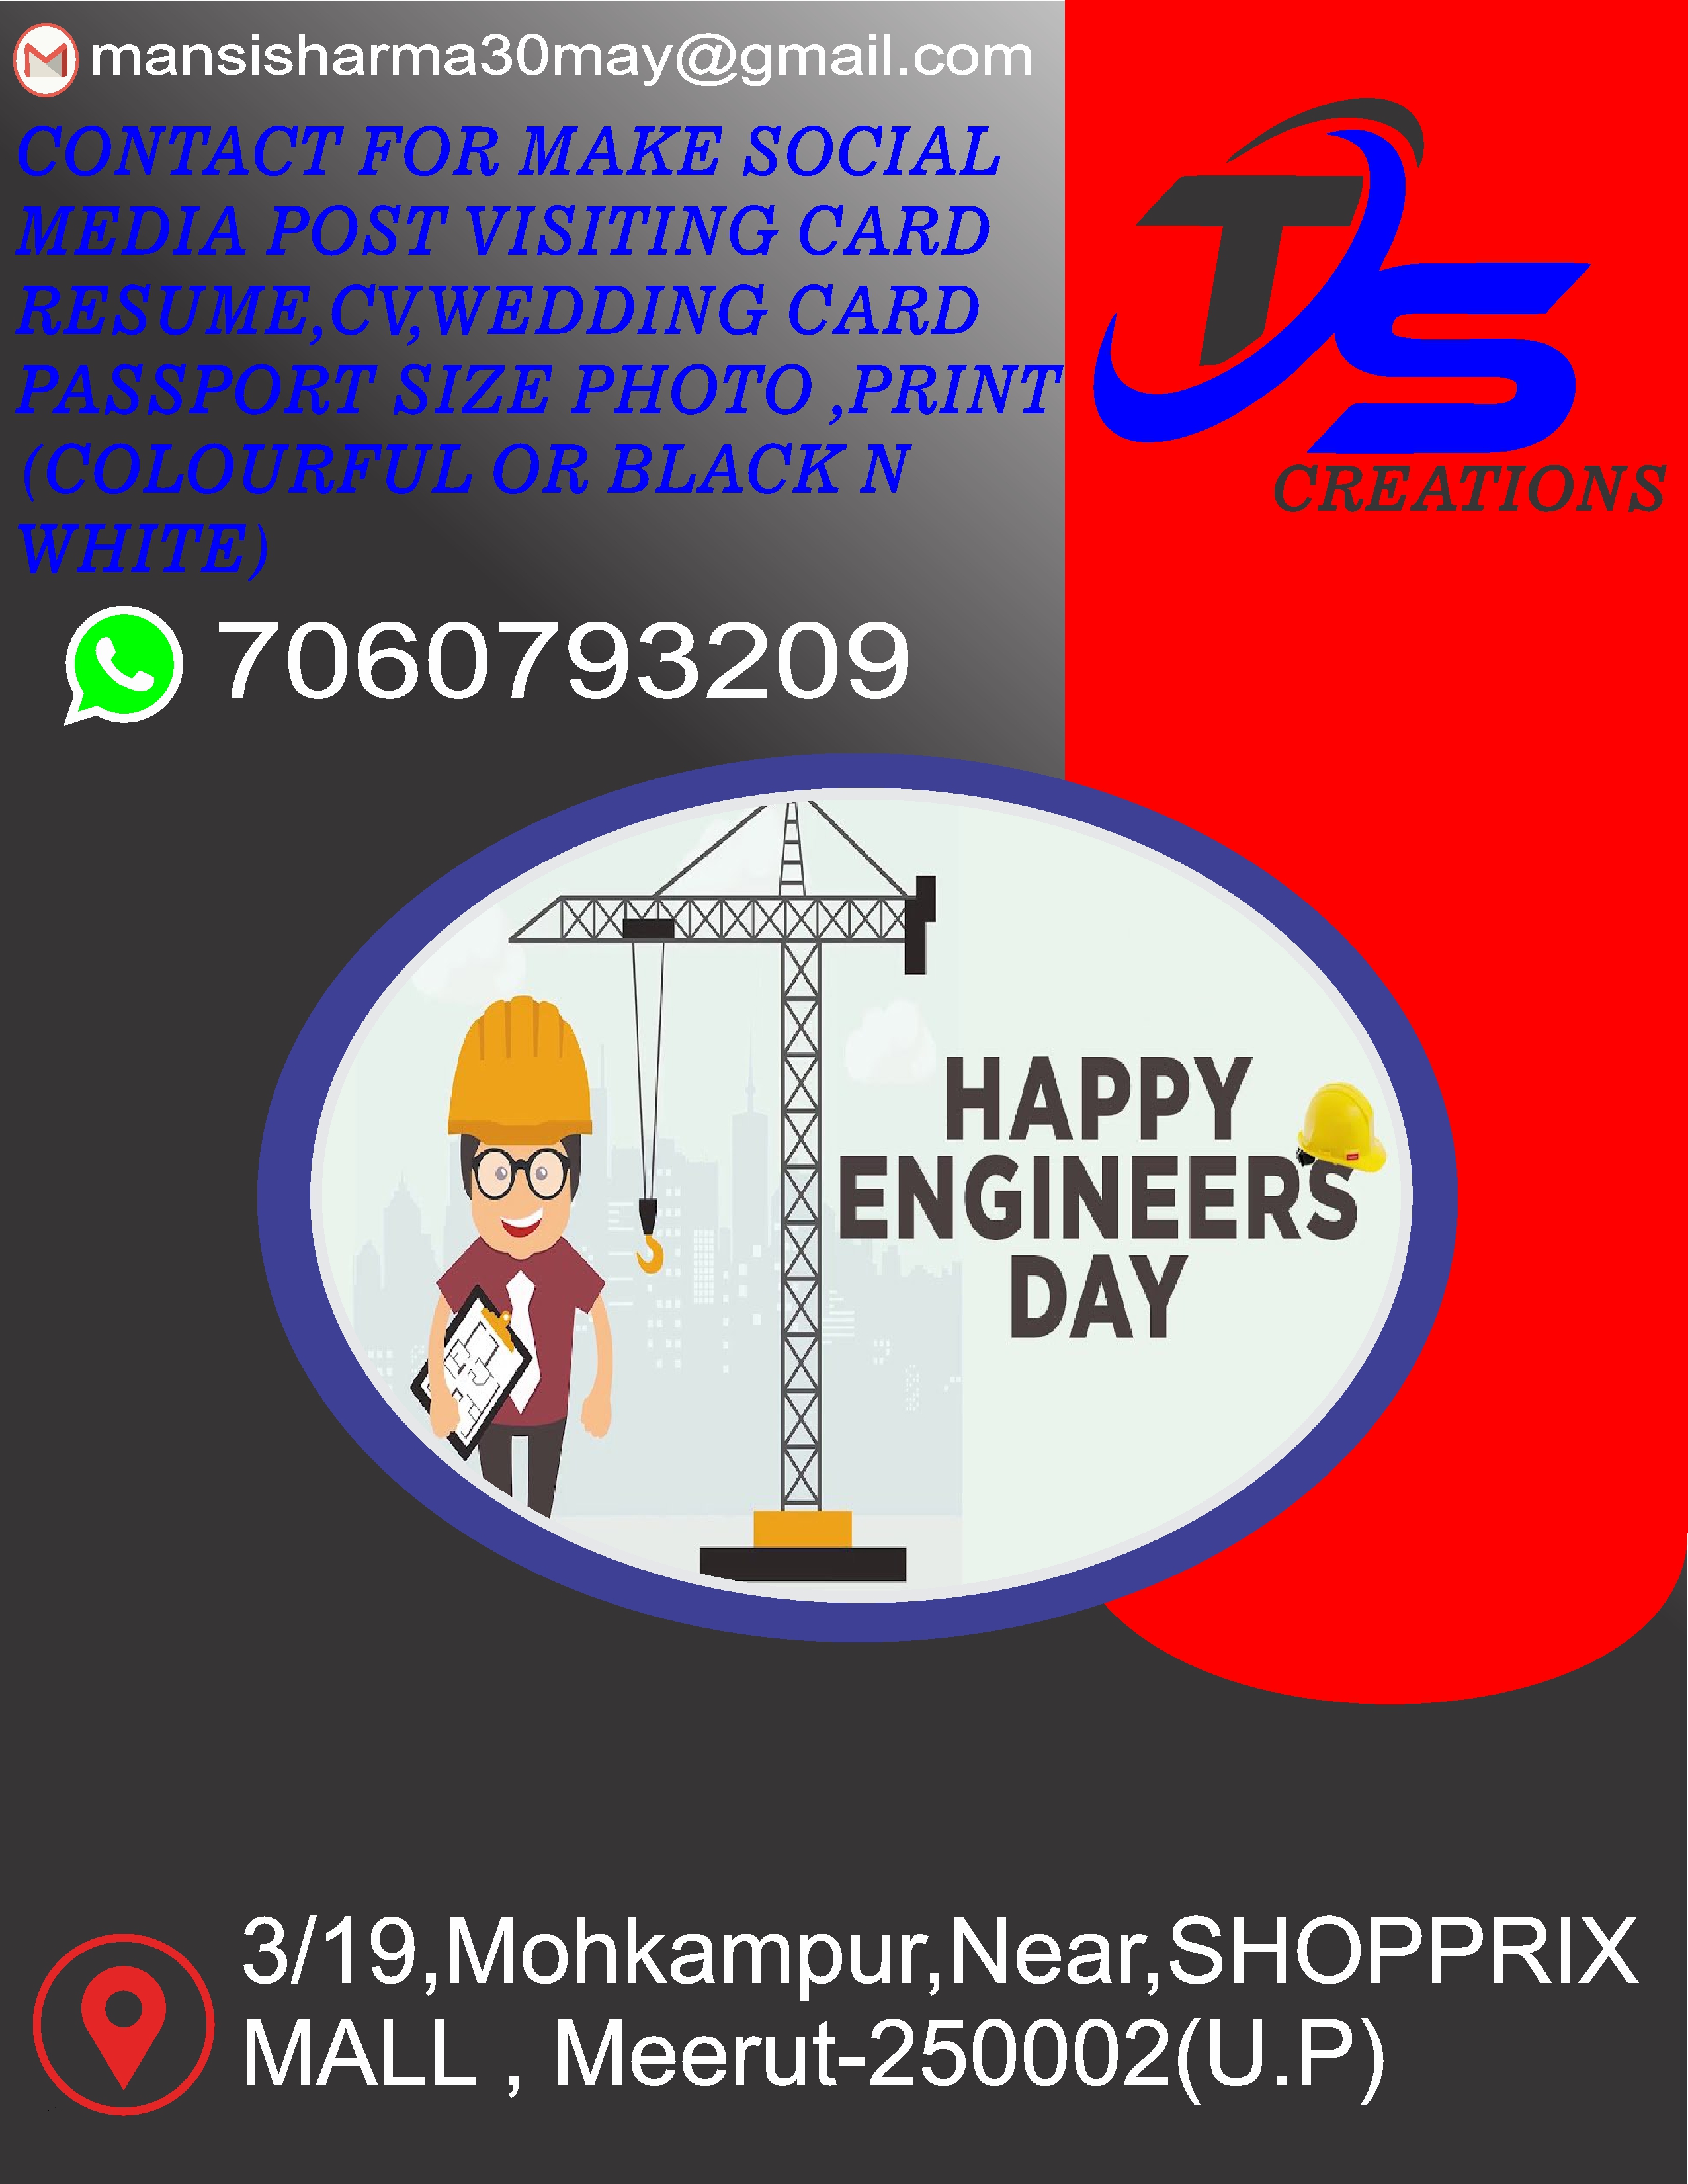 mansisharma30may@gmail.com
CONTACT FOR MAKE SOCIAL
MEDIA POST VISITING CARD
RESUME,CV,WEDDING CARD
PASSPORT SIZE PHOTO ,PRINT
(COLOURFUL OR BLACK N
WHITE)
7060793209
TS
CREATIONS
HAPPY
ENGINEERS
DAY
3/19,Mohkampur,Near,SHOPPRIX
MALL , Meerut-250002(U.P)